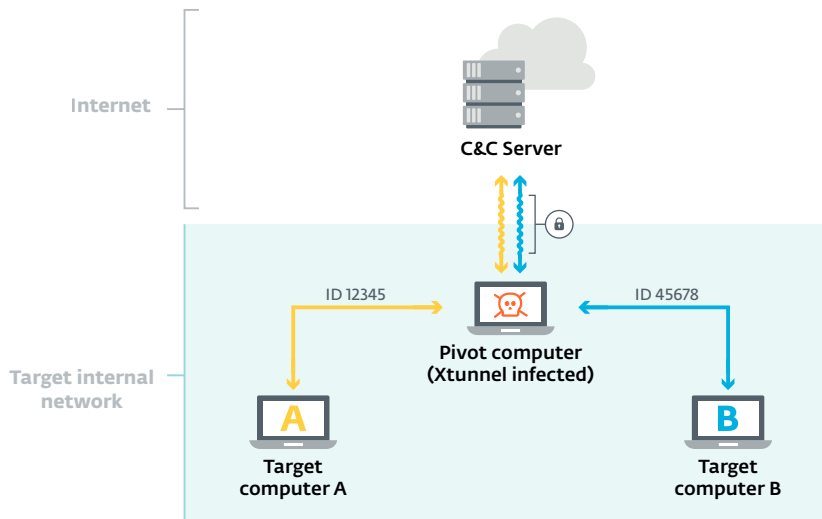 Internet
C&C Server
ID 12345
ID 45678
Pivot computer
(Xtunnel infected)
Target internal
network
A
B
Target
computer A
Target
computer B